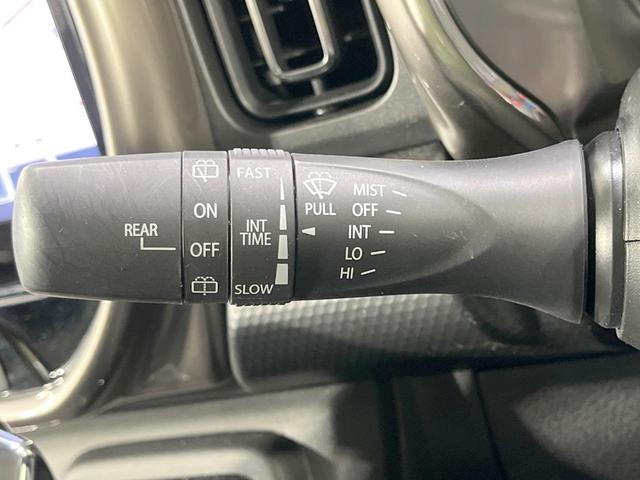 REAR
ON
OFF
FAST
INT
TIME
SLOW
PULL
MIST
OFF
INT
LO
HI